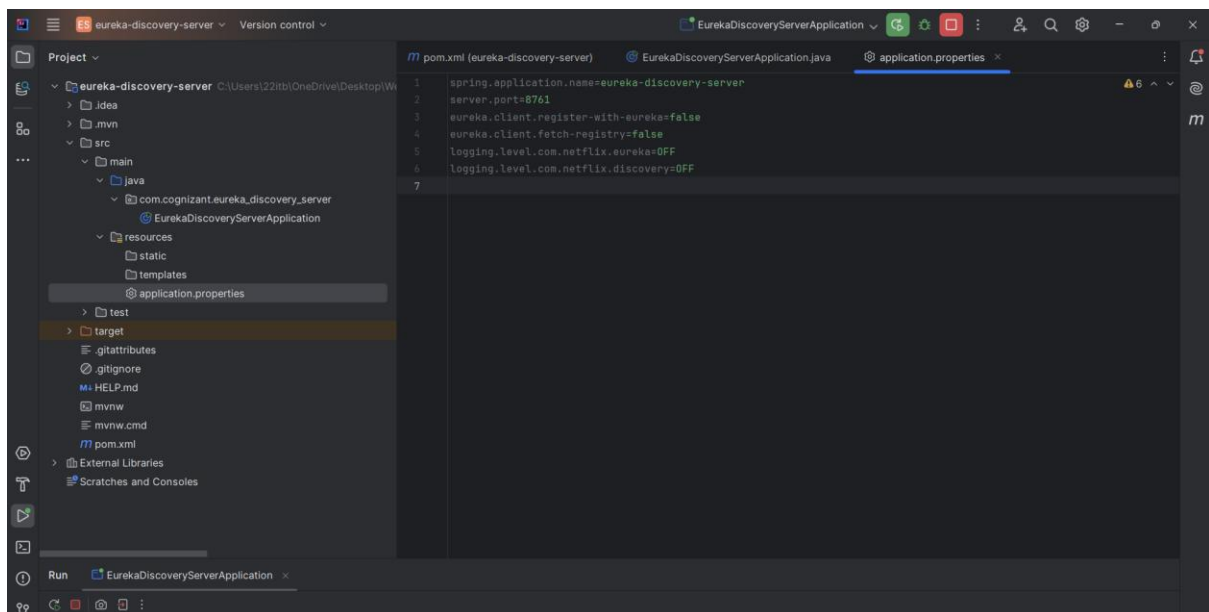 ES eureka-discovery-server Version control EurekaDiscoveryServerApplication
Project
pom.xml (eureka-discovery-server) EurekaDiscoveryServerApplication.java application.properties
eureka-discovery-server C:\Users\22itb\OneDrive\Desktop\
.idea
.mvn
src
main
java
com.cognizant.eureka_discovery_server
EurekaDiscoveryServerApplication
resources
static
templates
application.properties
test
target
.gitattributes
.gitignore
M↓ HELP.md
mvnw
mvnw.cmd
pom.xml
External Libraries
Scratches and Consoles
1 spring.application.name=eureka-discovery-server
2 server.port=8761
3 eureka.client.register-with-eureka=false
4 eureka.client.fetch-registry=false
5 logging.level.com.netflix.eureka=OFF
6 logging.level.com.netflix.discovery=OFF
7
6
Run EurekaDiscoveryServerApplication